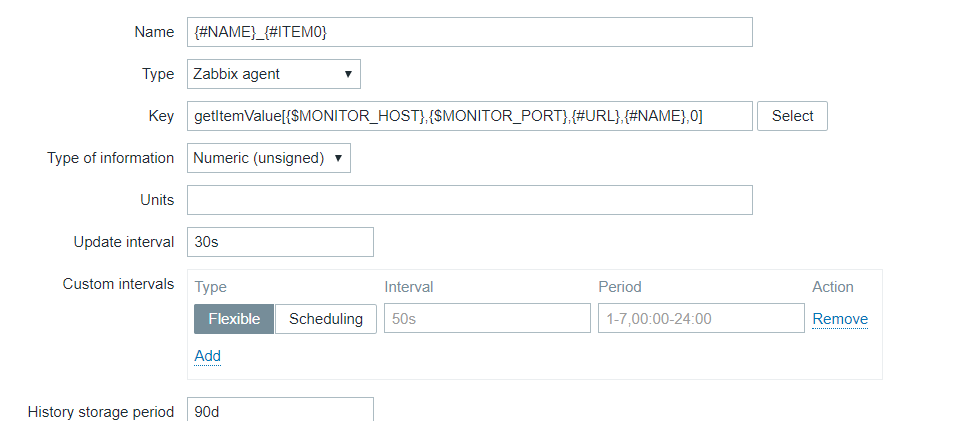 Name {#NAME}_{#ITEM0}
Type Zabbix agent
Key getItemValue[{$MONITOR_HOST},{$MONITOR_PORT},{#URL},{#NAME},0] Select
Type of information Numeric (unsigned)
Units
Update interval 30s
Custom intervals Type Interval Period Action
Flexible Scheduling 50s 1-7,00:00-24:00 Remove
Add
History storage period 90d